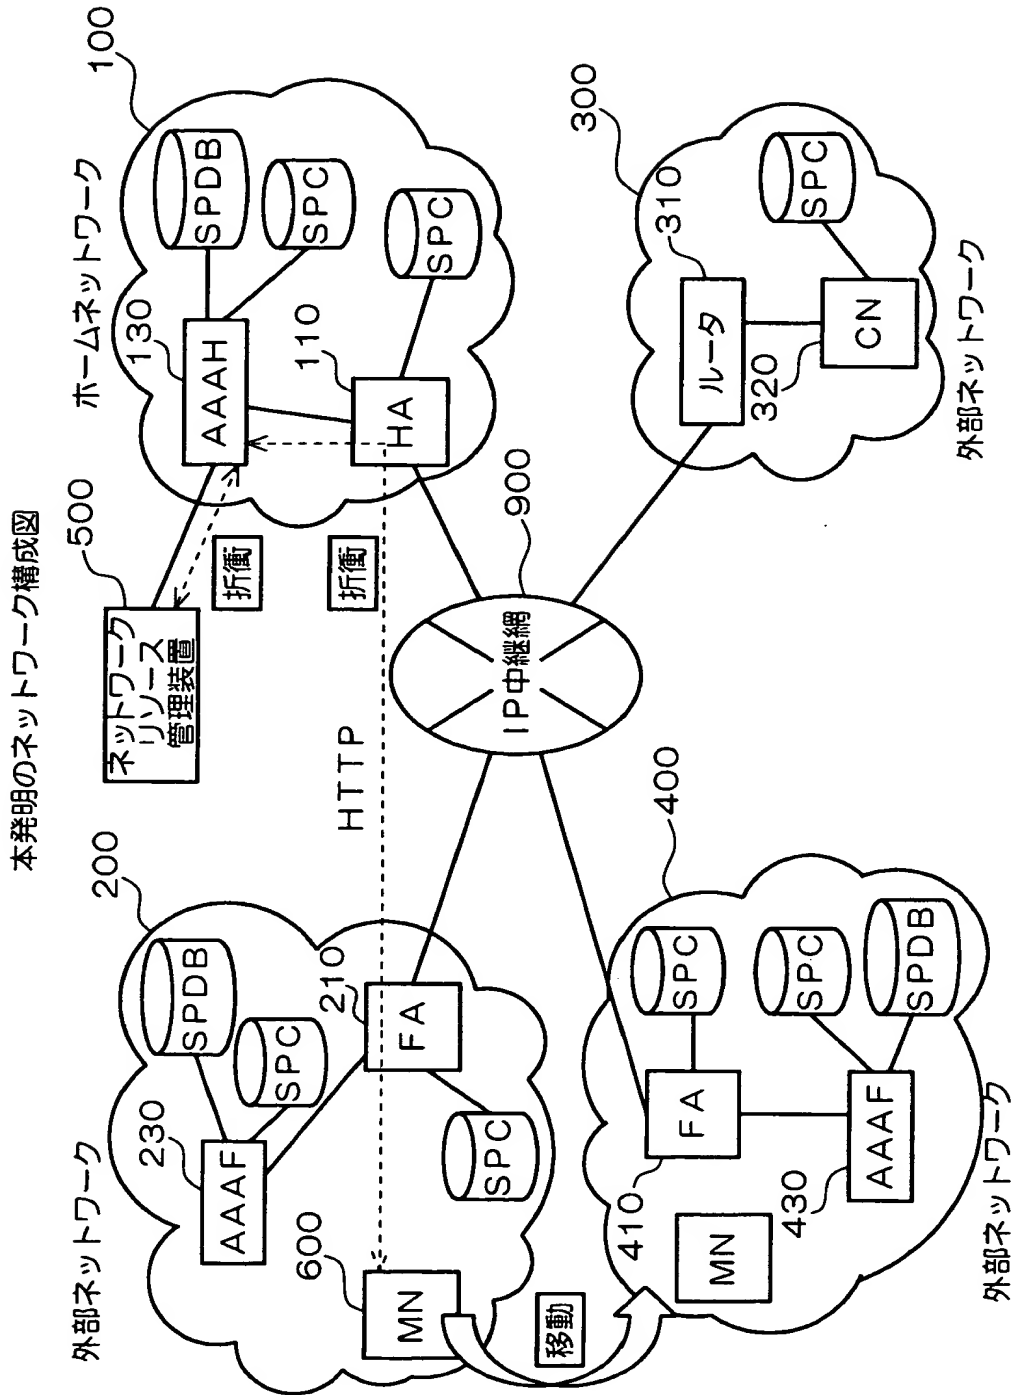 本発明のネットワーク構成図
外部ネットワーク
200
230
AAAF
SPDB
SPC
210
FA
SPC
600
MN
移動
HTTP
500
ネットワーク
リソース
管理装置
折衝
折衝
ホームネットワーク
100
130
AAAH
SPDB
SPC
110
HA
SPC
900
IP中継網
400
410
FA
SPC
SPC
SPDB
430
AAAF
MN
外部ネットワーク
300
310
ルータ
320
CN
SPC
外部ネットワーク